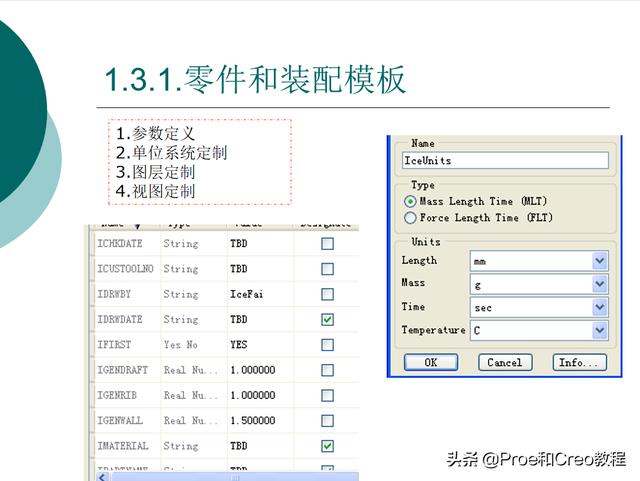 1.3.1.零件和装配模板
1.参数定义
2.单位系统定制
3.图层定制
4.视图定制
Name
IceUnits
Type
Mass Length Time (MLT)
Force Length Time (FLT)
Units
Length mm
Mass g
Time sec
Temperature C
OK Cancel Info...
Name Type Value Designate
ICHKDATE String TBD
ICUSTOOLNO String TBD
IDRWBY String IceFai
IDRWDATE String TBD
IFIRST Yes No YES
IGENDRAFT Real Nu... 1.000000
IGENRIB Real Nu... 1.000000
IGENWALL Real Nu... 1.500000
IMATERIAL String TBD
头条 @Proe和Creo教程